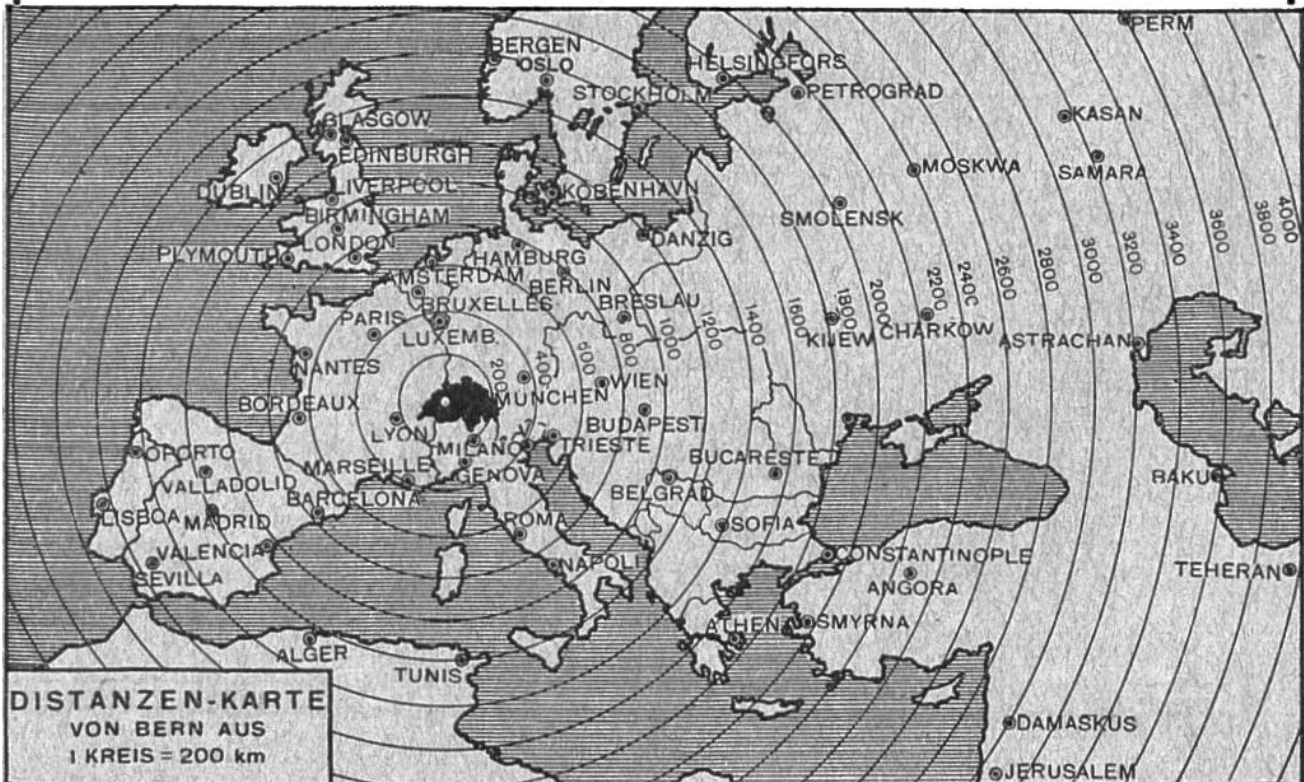 PERM
BERGEN
OSLO
HELSINGFORS
STOCKHOLM
PETROGRAD
KASAN
GLASGOW
EDINBURGH
MOSKWA
SAMARA
DUBLIN
LIVERPOOL
KOBENHAVN
BIRMINGHAM
SMOLENSK
PLYMOUTH
LONDON
DANZIG
HAMBURG
AMSTERDAM
BERLIN
BRUXELLES
BRESLAU
PARIS
LUXEMB.
KIJEW
CHARKOW
ASTRACHAN
200
400
600
800
1000
1200
1400
1600
1800
2000
2200
2400
2600
2800
3000
3200
3400
3600
3800
4000
NANTES
MÜNCHEN
WIEN
BORDEAUX
LYON
BUDAPEST
MILANO
TRIESTE
OPORTO
MARSEILLE
GENOVA
BUCAREST
VALLADOLID
BARCELONA
BELGRAD
BAKU
LISBOA
MADRID
ROMA
SOFIA
VALENCIA
SEVILLA
NAPOLI
CONSTANTINOPLE
ANGORA
TEHERAN
ATHEN
SMYRNA
ALGER
TUNIS
DAMASKUS
JERUSALEM
DISTANZEN-KARTE
VON BERN AUS
1 KREIS = 200 km